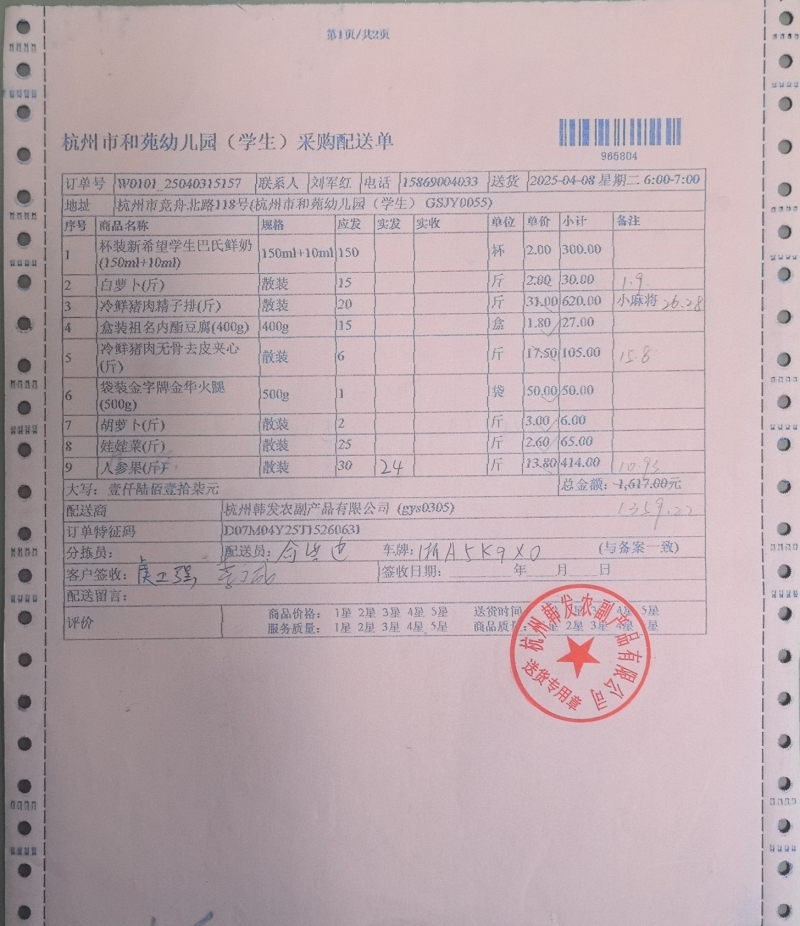 第1页/共2页
杭州市和苑幼儿园（学生）采购配送单
966804
订单号 W0101_25040315157 联系人 刘军红 电话 15869004033 送货 2025-04-08 星期二 6:00-7:00
地址 杭州市竞舟北路118号(杭州市和苑幼儿园（学生） GSJY0055)
序号 商品名称 规格 应发 实发 实收 单位 单价 小计 备注
1 杯装新希望学生巴氏鲜奶(150ml+10ml) 150ml+10ml 150 杯 2.00 300.00
2 白萝卜(斤) 散装 15 斤 2.00 30.00 1.9
3 冷鲜猪肉精子排(斤) 散装 20 斤 31.00 620.00 小麻将 26.28
4 盒装祖名内酯豆腐(400g) 400g 15 盒 1.80 27.00
5 冷鲜猪肉无骨去皮夹心(斤) 散装 6 斤 17.50 105.00 15.8
6 袋装金字牌金华火腿(500g) 500g 1 袋 50.00 50.00
7 胡萝卜(斤) 散装 2 斤 3.00 6.00
8 娃娃菜(斤) 散装 25 斤 2.60 65.00
9 人参果(斤) 散装 30 24 斤 13.80 414.00 10.93
大写：壹仟陆佰壹拾柒元 总金额：1,617.00元
配送商 杭州韩发农副产品有限公司 (gys0305) 1359.22
订单特征码 D07M04Y25T1526063J
分拣员： 配送员： 车牌：浙A5K9X0 (与备案一致)
客户签收： 签收日期： 年 月 日
配送留言：
评价 商品价格： 1星 2星 3星 4星 5星 送货时间 星 3星 4星 5星
服务质量： 1星 2星 3星 4星 5星 商品质 星 2星 3星 4星 星
杭州韩发农副产品有限公司
送货专用章